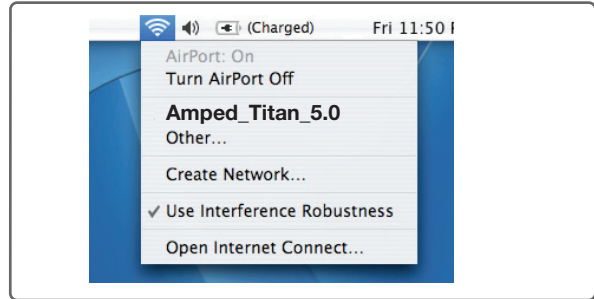 (Charged) Fri 11:50
AirPort: On
Turn AirPort Off
Amped_Titan_5.0
Other...
Create Network...
✓ Use Interference Robustness
Open Internet Connect...